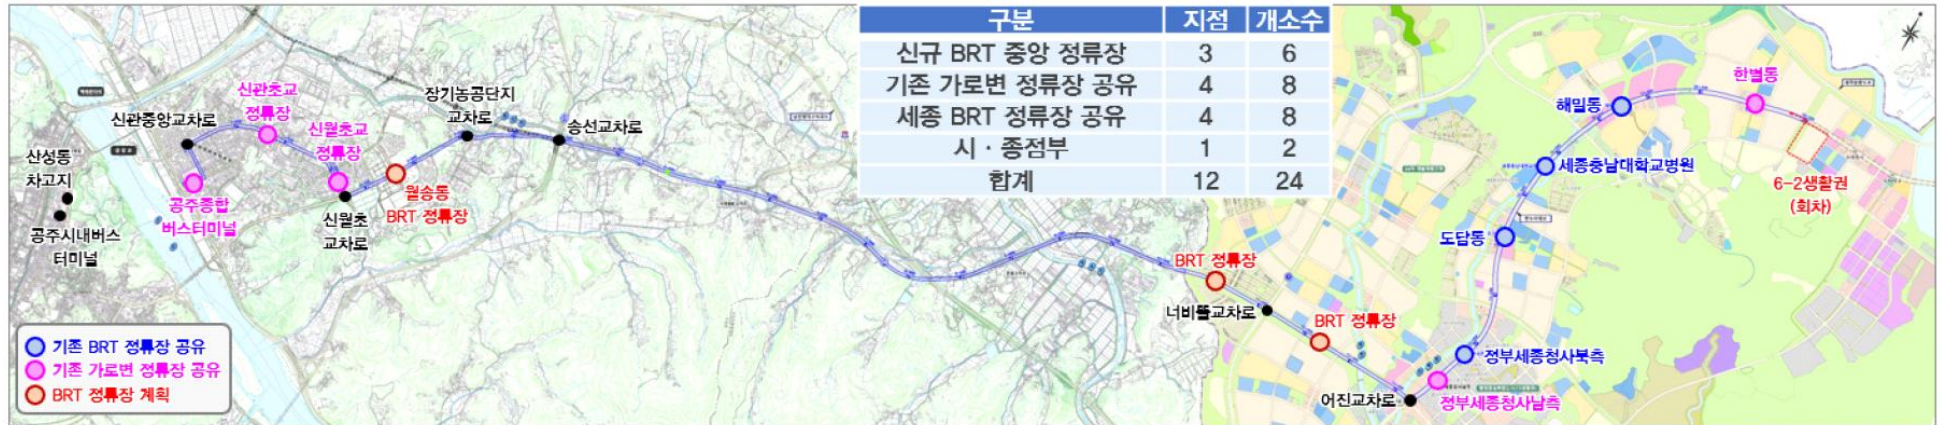 구분 지점 개소수
신규 BRT 중앙 정류장 3 6
기존 가로변 정류장 공유 4 8
세종 BRT 정류장 공유 4 8
시 · 종점부 1 2
합계 12 24
산성동
차고지
공주시내버스
터미널
신관중앙교차로
공주종합
버스터미널
신관초교
정류장
신월초교
정류장
신월초
교차로
월송동
BRT 정류장
장기농공단지
교차로
송선교차로
BRT 정류장
너비뜰교차로
BRT 정류장
어진교차로
정부세종청사남측
정부세종청사북측
도담동
세종충남대학교병원
해밀동
한별동
6-2생활권
(회차)
기존 BRT 정류장 공유
기존 가로변 정류장 공유
BRT 정류장 계획